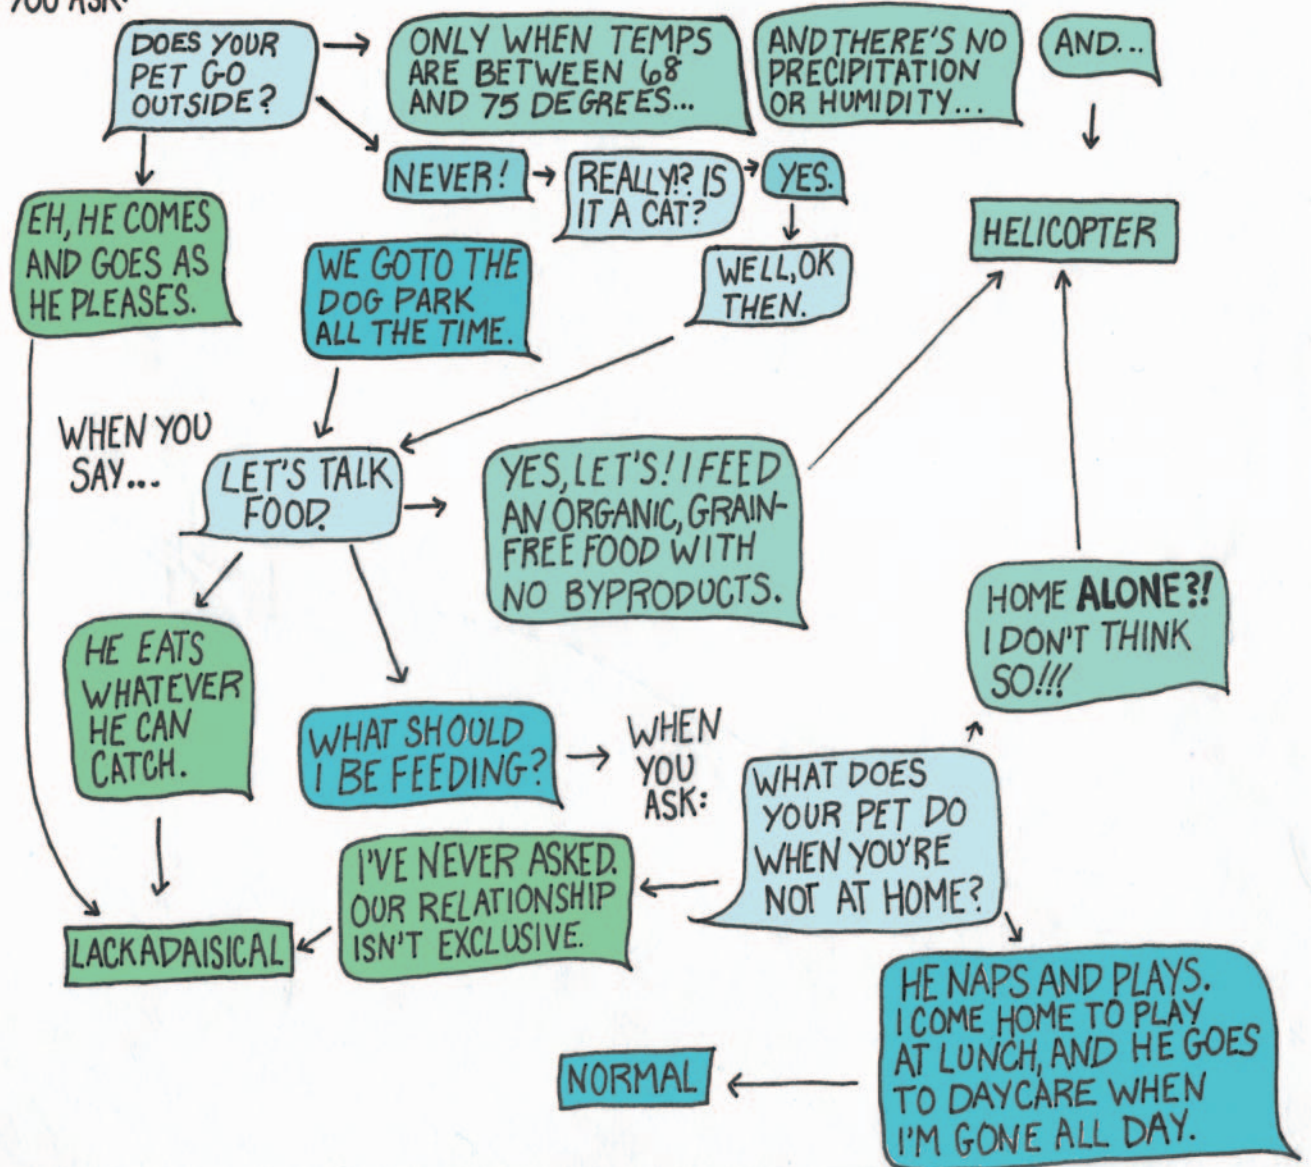 YOU ASK:
DOES YOUR
PET GO
OUTSIDE?
ONLY WHEN TEMPS
ARE BETWEEN 68
AND 75 DEGREES...
AND THERE'S NO
PRECIPITATION
OR HUMIDITY...
AND...
NEVER!
REALLY!? IS
IT A CAT?
YES.
EH, HE COMES
AND GOES AS
HE PLEASES.
WE GO TO THE
DOG PARK
ALL THE TIME.
WELL, OK
THEN.
HELICOPTER
WHEN YOU
SAY...
LET'S TALK
FOOD.
YES, LET'S! I FEED
AN ORGANIC, GRAIN-
FREE FOOD WITH
NO BYPRODUCTS.
HOME ALONE?!
I DON'T THINK
SO!!!
HE EATS
WHATEVER
HE CAN
CATCH.
WHAT SHOULD
I BE FEEDING?
WHEN
YOU
ASK:
WHAT DOES
YOUR PET DO
WHEN YOU'RE
NOT AT HOME?
I'VE NEVER ASKED.
OUR RELATIONSHIP
ISN'T EXCLUSIVE.
LACKADAISICAL
HE NAPS AND PLAYS.
I COME HOME TO PLAY
AT LUNCH, AND HE GOES
TO DAYCARE WHEN
I'M GONE ALL DAY.
NORMAL